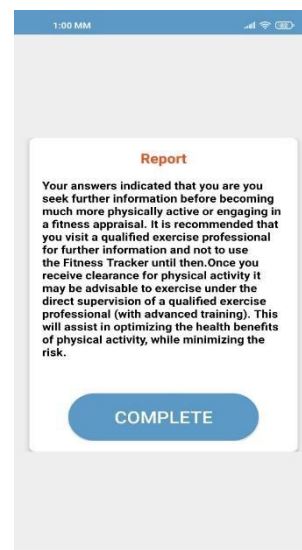 1:00 MM
Report
Your answers indicated that you are you
seek further information before becoming
much more physically active or engaging in
a fitness appraisal. It is recommended that
you visit a qualified exercise professional
for further information and not to use
the Fitness Tracker until then.Once you
receive clearance for physical activity it
may be advisable to exercise under the
direct supervision of a qualified exercise
professional (with advanced training). This
will assist in optimizing the health benefits
of physical activity, while minimizing the
risk.
COMPLETE